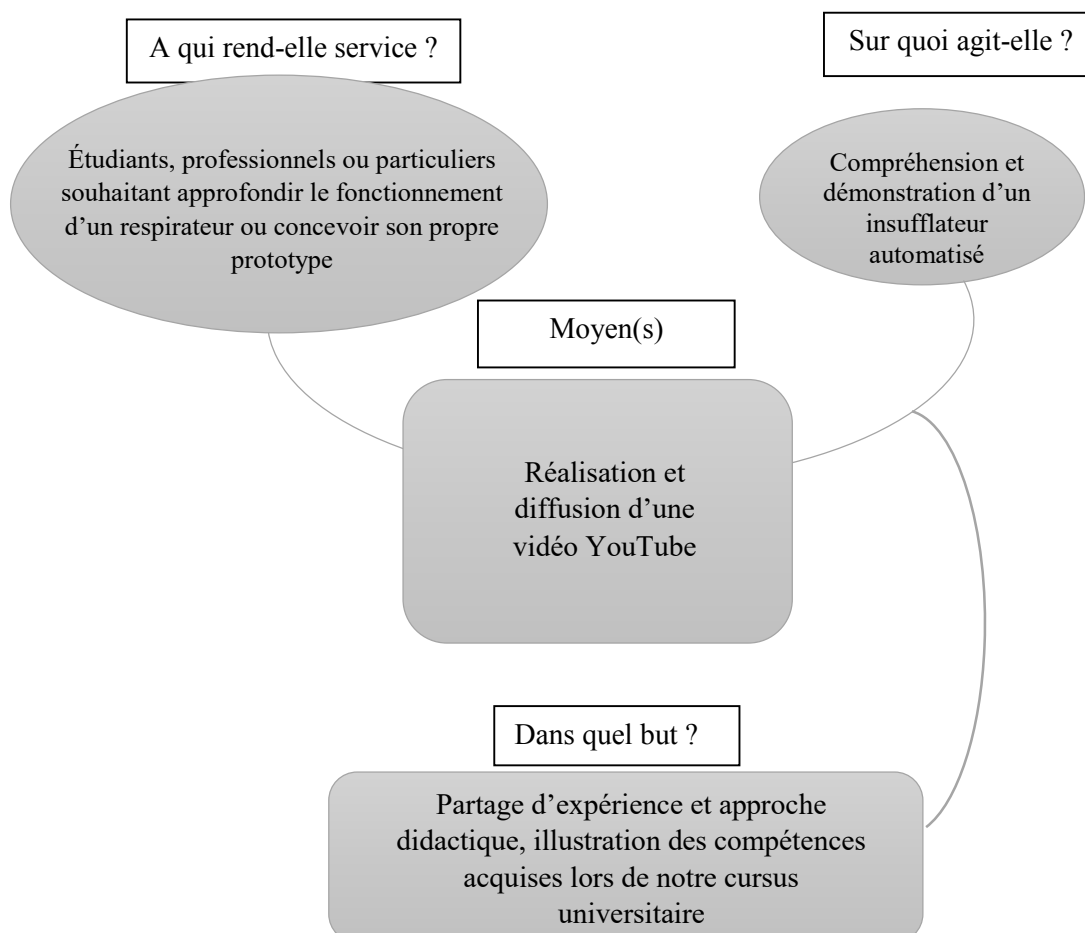 A qui rend-elle service ?
Sur quoi agit-elle ?
Étudiants, professionnels ou particuliers
souhaitant approfondir le fonctionnement
d’un respirateur ou concevoir son propre
prototype
Compréhension et
démonstration d’un
insufflateur
automatisé
Moyen(s)
Réalisation et
diffusion d’une
vidéo YouTube
Dans quel but ?
Partage d’expérience et approche
didactique, illustration des compétences
acquises lors de notre cursus
universitaire